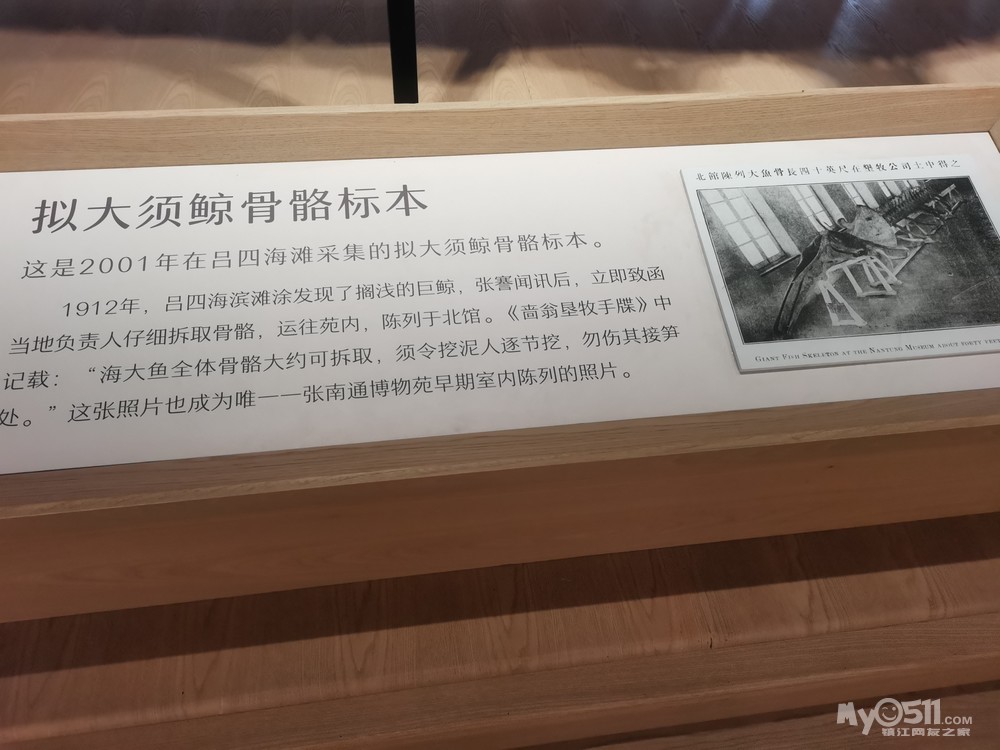 拟大须鲸骨骼标本
这是2001年在吕四海滩采集的拟大须鲸骨骼标本。
1912年，吕四海滨滩涂发现了搁浅的巨鲸，张謇闻讯后，立即致函
当地负责人仔细拆取骨骼，运往苑内，陈列于北馆。《啬翁垦牧手牒》中
记载：“海大鱼全体骨骼大约可拆取，须令挖泥人逐节挖，勿伤其接笋
处。”这张照片也成为唯一一张南通博物苑早期室内陈列的照片。
北館陳列大魚骨長四十英尺在墾牧公司上中得之
GIANT FISH SKELETON AT THE NANTUNG MUSEUM ABOUT FORTY FEET
My0511.COM
镇江网友之家